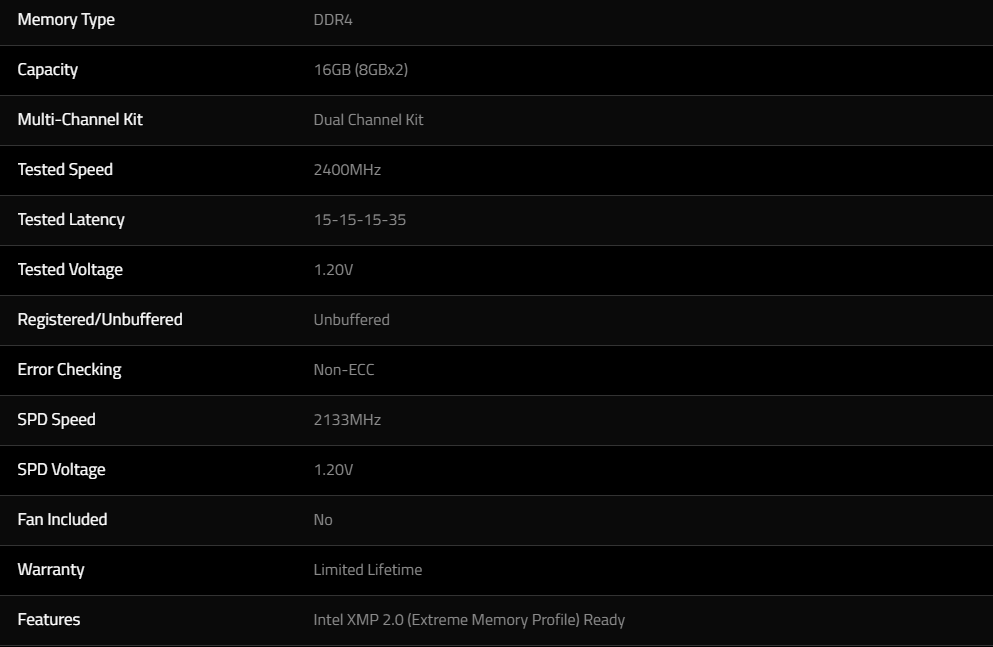 Memory Type DDR4
Capacity 16GB (8GBx2)
Multi-Channel Kit Dual Channel Kit
Tested Speed 2400MHz
Tested Latency 15-15-15-35
Tested Voltage 1.20V
Registered/Unbuffered Unbuffered
Error Checking Non-ECC
SPD Speed 2133MHz
SPD Voltage 1.20V
Fan Included No
Warranty Limited Lifetime
Features Intel XMP 2.0 (Extreme Memory Profile) Ready